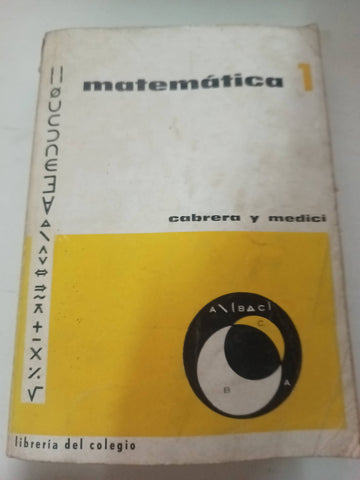 matemática 1
cabrera y medici
A\(B△C)
C
B
A
librería del colegio